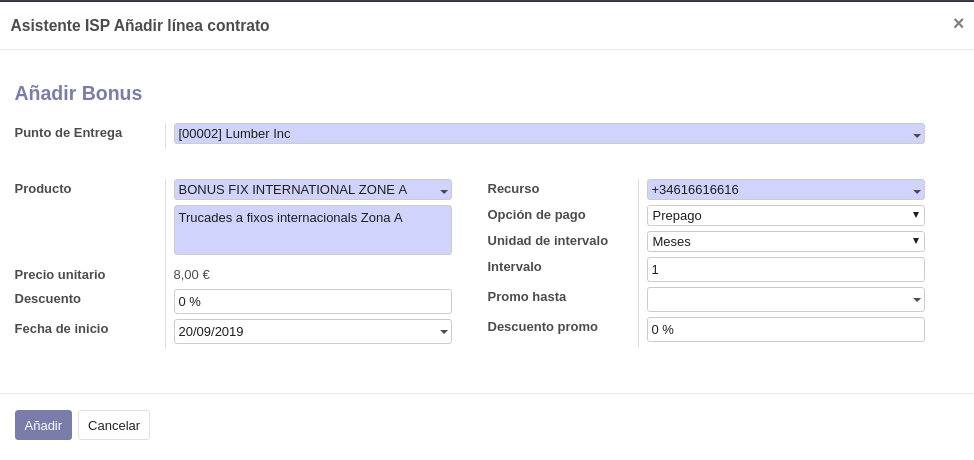 Asistente ISP Añadir línea contrato
×
Añadir Bonus
Punto de Entrega
[00002] Lumber Inc
Producto
BONUS FIX INTERNATIONAL ZONE A
Trucades a fixos internacionals Zona A
Precio unitario
8,00 €
Descuento
0 %
Fecha de inicio
20/09/2019
Recurso
+34616616616
Opción de pago
Prepago
Unidad de intervalo
Meses
Intervalo
1
Promo hasta
Descuento promo
0 %
Añadir
Cancelar